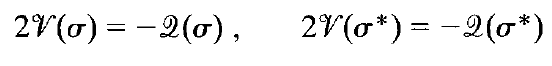 2𝒱(σ) = −𝒬(σ) , 2𝒱(σ*) = −𝒬(σ*)